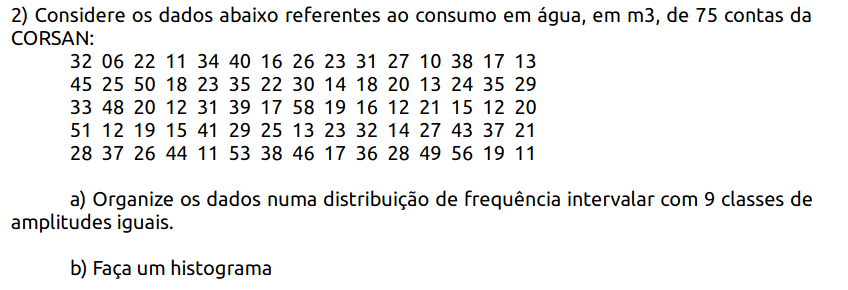 2) Considere os dados abaixo referentes ao consumo em água, em m3, de 75 contas da
CORSAN:
32 06 22 11 34 40 16 26 23 31 27 10 38 17 13
45 25 50 18 23 35 22 30 14 18 20 13 24 35 29
33 48 20 12 31 39 17 58 19 16 12 21 15 12 20
51 12 19 15 41 29 25 13 23 32 14 27 43 37 21
28 37 26 44 11 53 38 46 17 36 28 49 56 19 11
a) Organize os dados numa distribuição de frequência intervalar com 9 classes de
amplitudes iguais.
b) Faça um histograma